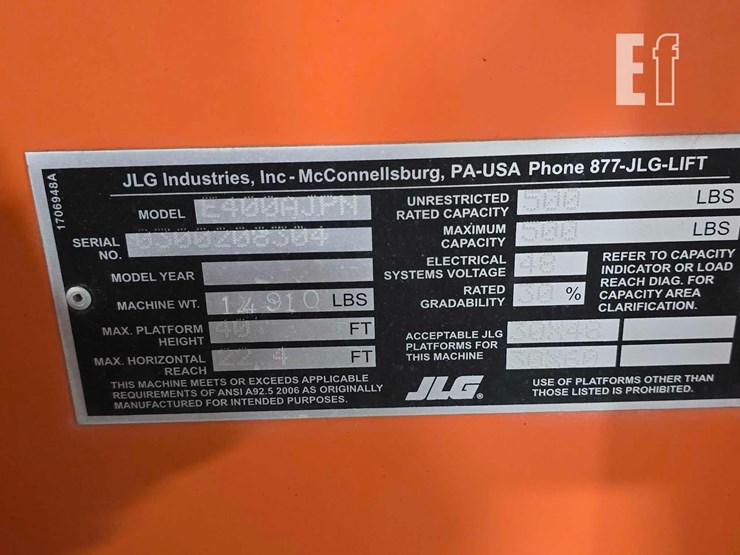 Ef
1706948A
JLG Industries, Inc - McConnellsburg, PA-USA Phone 877-JLG-LIFT
MODEL E400AJPN
SERIAL NO. 0300208304
MODEL YEAR
MACHINE WT. 14910 LBS
MAX. PLATFORM HEIGHT 40 FT
MAX. HORIZONTAL REACH 22.4 FT
THIS MACHINE MEETS OR EXCEEDS APPLICABLE
REQUIREMENTS OF ANSI A92.5 2006 AS ORIGINALLY
MANUFACTURED FOR INTENDED PURPOSES.
UNRESTRICTED RATED CAPACITY 500 LBS
MAXIMUM CAPACITY 500 LBS
ELECTRICAL SYSTEMS VOLTAGE 48
RATED GRADABILITY 30 %
REFER TO CAPACITY
INDICATOR OR LOAD
REACH DIAG. FOR
CAPACITY AREA
CLARIFICATION.
ACCEPTABLE JLG
PLATFORMS FOR
THIS MACHINE
30X48
30X60
JLG®
USE OF PLATFORMS OTHER THAN
THOSE LISTED IS PROHIBITED.